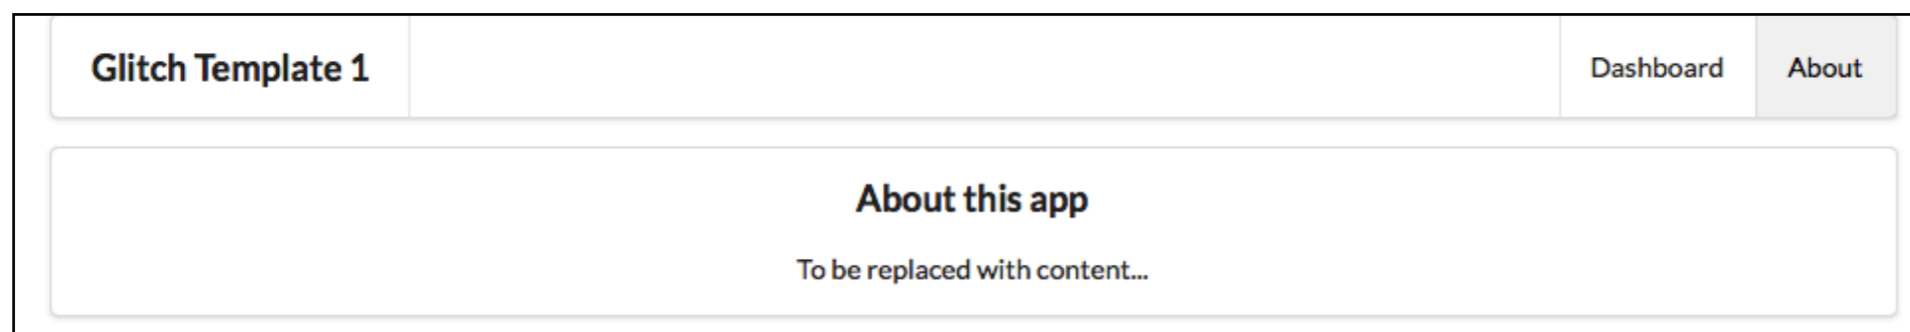 Glitch Template 1
Dashboard
About
About this app
To be replaced with content...